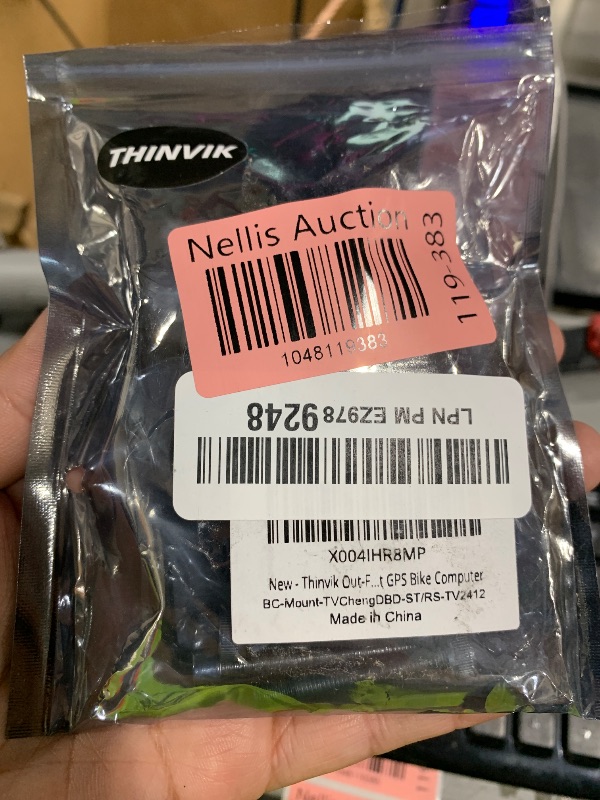 THINVIK
Nellis Auction
119-383
1048119383
LPN PM EZ978 9248
X004IHR8MP
New - Thinvik Out-F...t GPS Bike Computer
BC-Mount-TVChengDBD-ST/RS-TV2412
Made in China